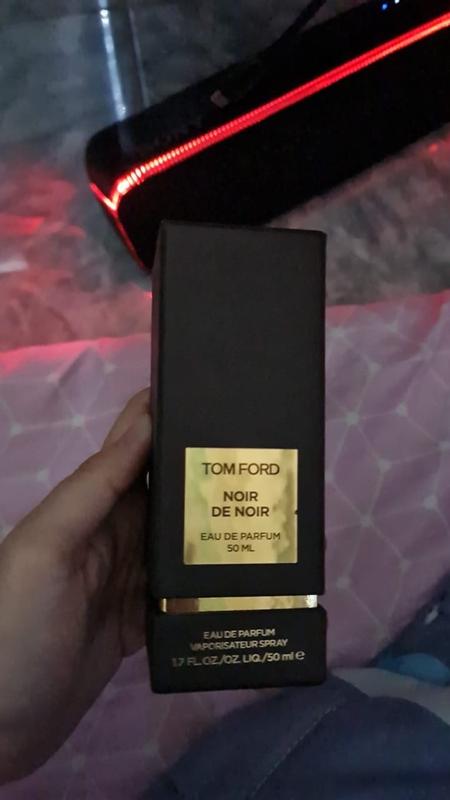 TOM FORD
NOIR
DE NOIR
EAU DE PARFUM
50 ML
EAU DE PARFUM
VAPORISATEUR SPRAY
1.7 FL.OZ./OZ. LIQ./50 ml e